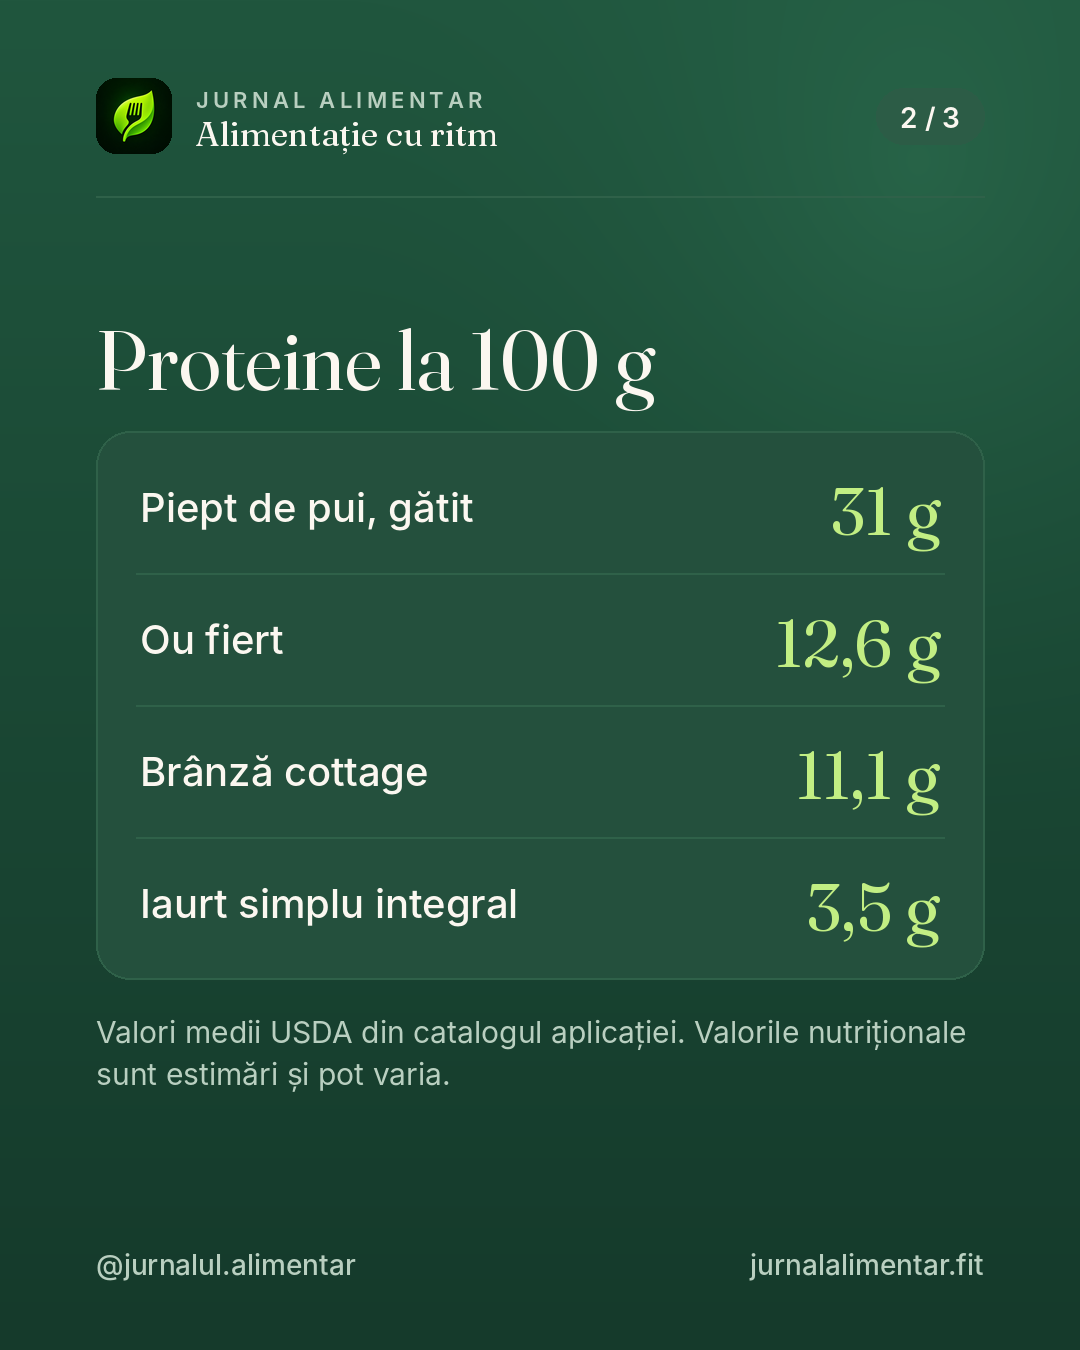 JURNAL ALIMENTAR
Alimentație cu ritm
2 / 3
Proteine la 100 g
Piept de pui, gătit 31 g
Ou fiert 12,6 g
Brânză cottage 11,1 g
Iaurt simplu integral 3,5 g
Valori medii USDA din catalogul aplicației. Valorile nutriționale
sunt estimări și pot varia.
@jurnalul.alimentar
jurnalalimentar.fit